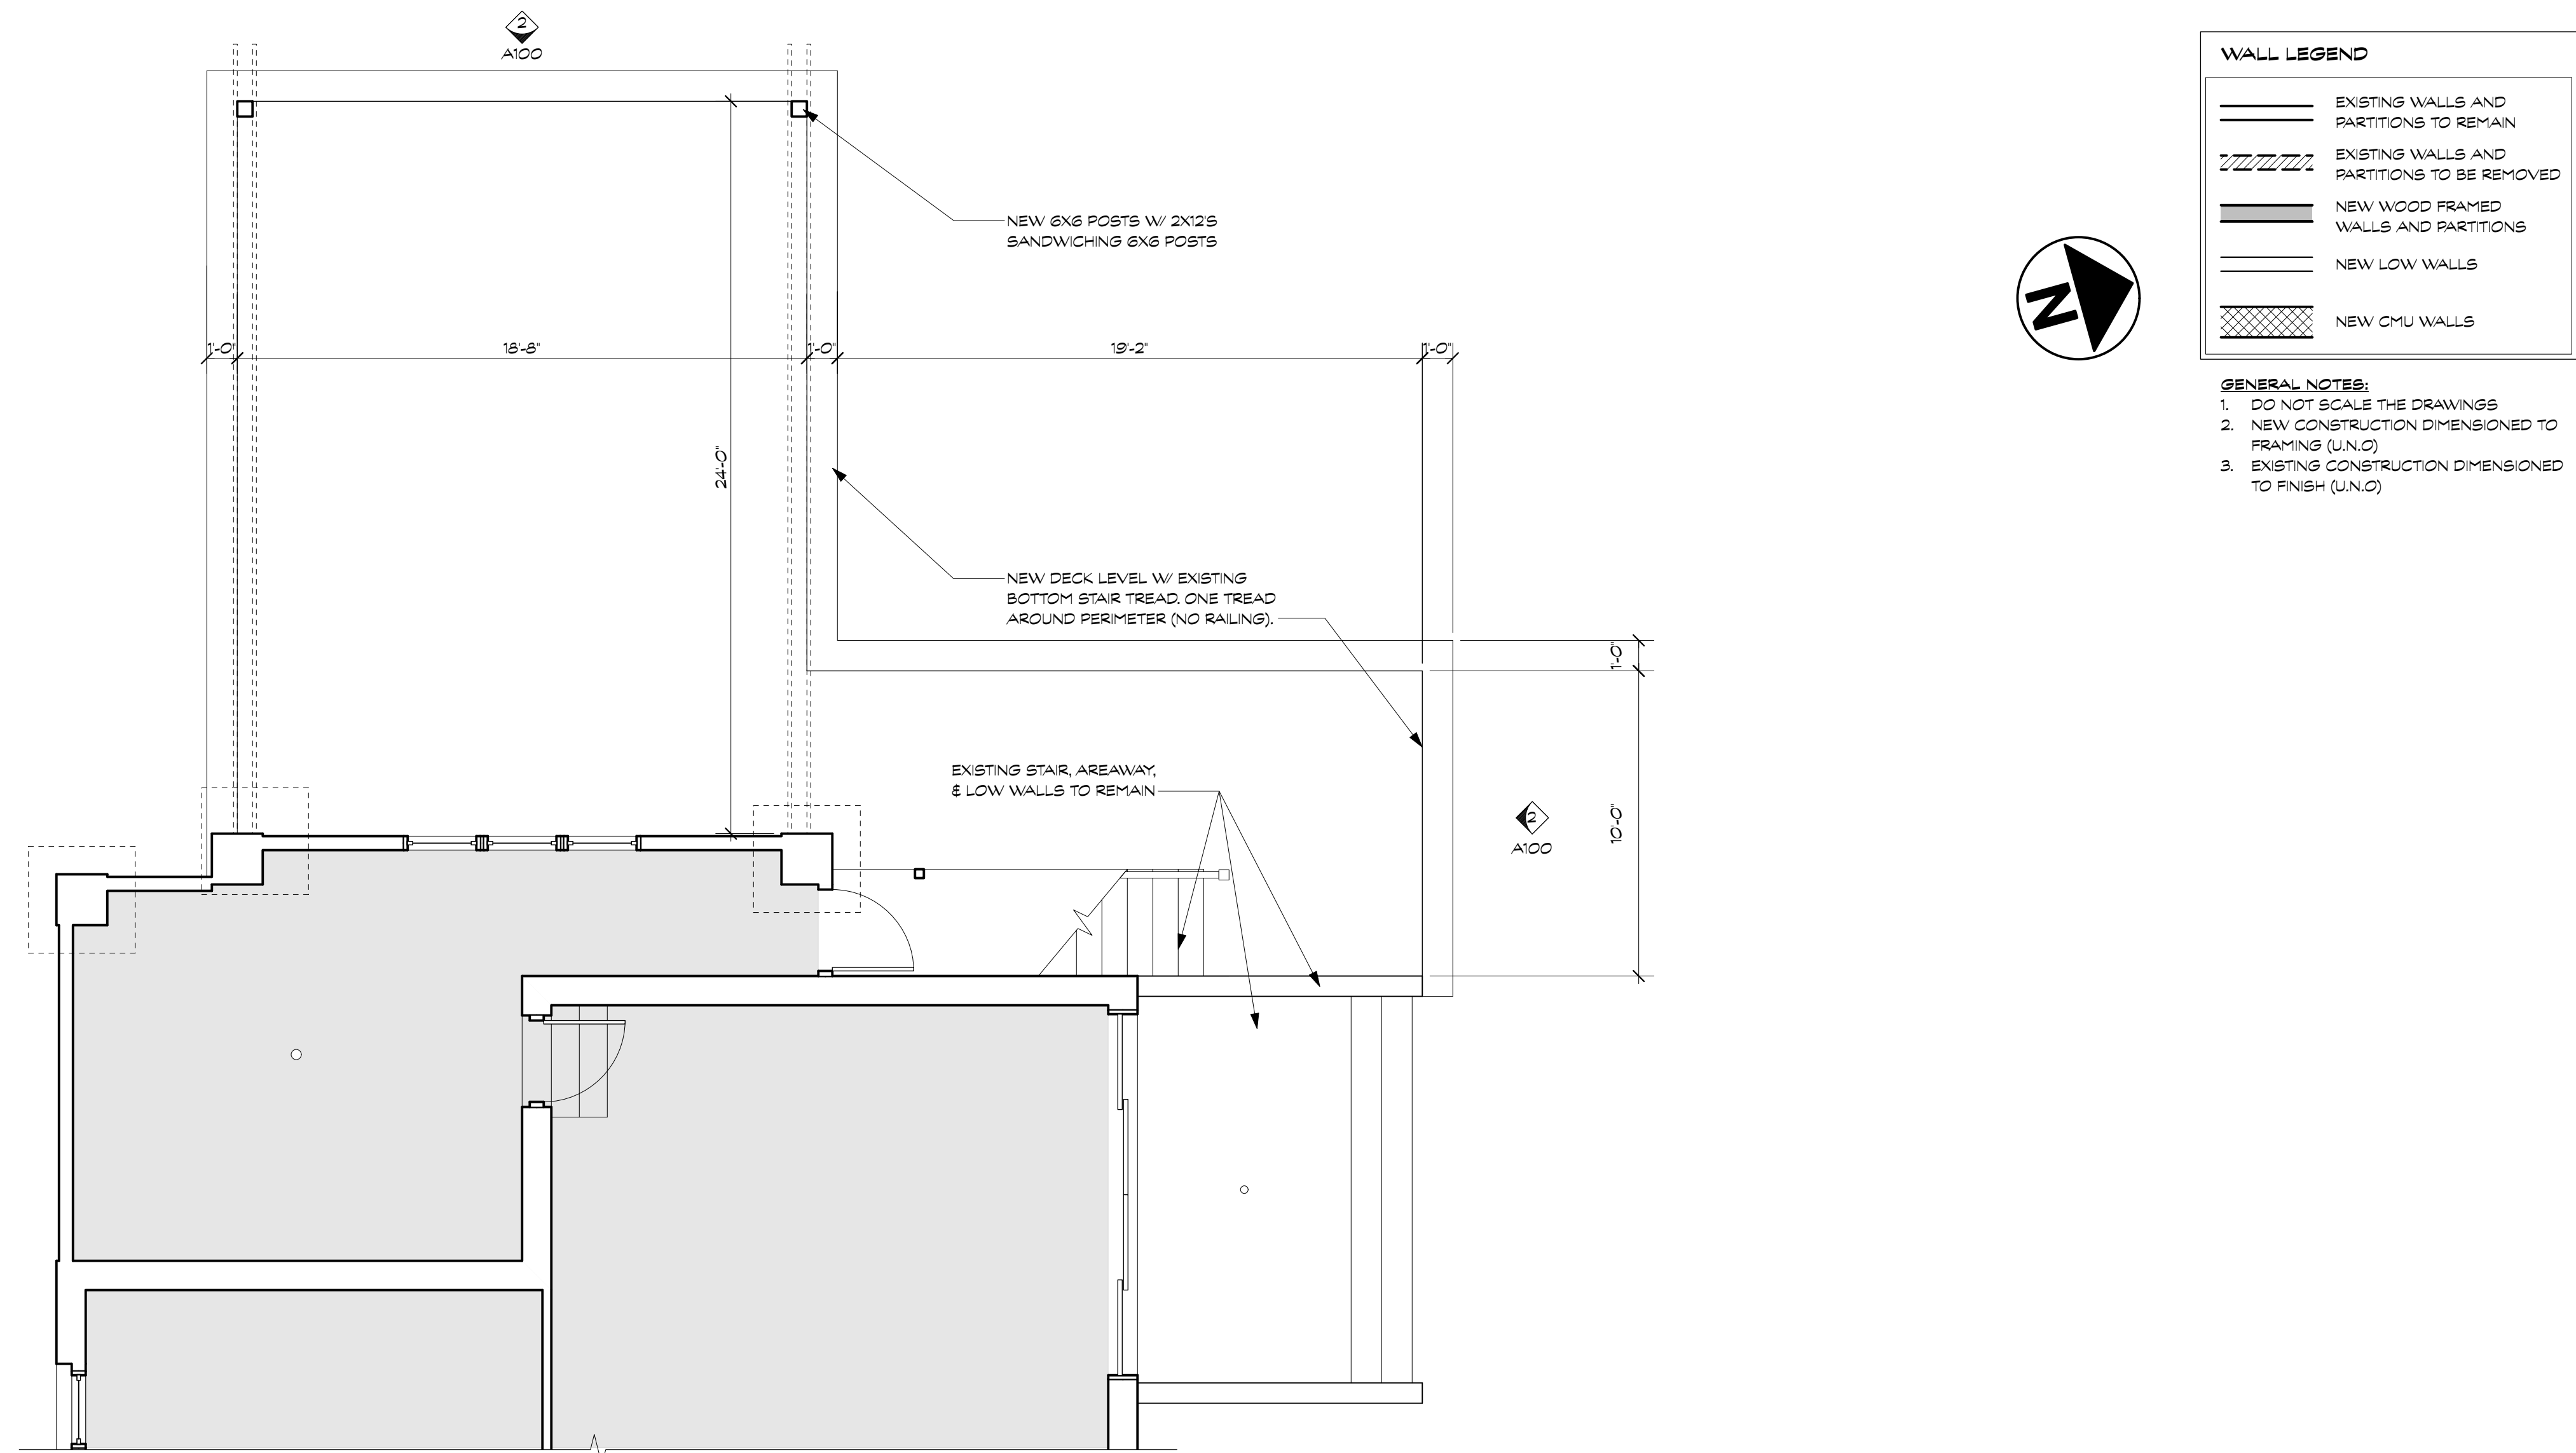 2
A100
WALL LEGEND
EXISTING WALLS AND
PARTITIONS TO REMAIN
EXISTING WALLS AND
PARTITIONS TO BE REMOVED
NEW WOOD FRAMED
WALLS AND PARTITIONS
NEW LOW WALLS
NEW CMU WALLS
N
GENERAL NOTES:
1. DO NOT SCALE THE DRAWINGS
2. NEW CONSTRUCTION DIMENSIONED TO
FRAMING (U.N.O)
3. EXISTING CONSTRUCTION DIMENSIONED
TO FINISH (U.N.O)
NEW 6X6 POSTS W/ 2X12'S
SANDWICHING 6X6 POSTS
1'-0"
18'-8"
1'-0"
19'-2"
1'-0"
24'-0"
NEW DECK LEVEL W/ EXISTING
BOTTOM STAIR TREAD. ONE TREAD
AROUND PERIMETER (NO RAILING).
1'-0"
EXISTING STAIR, AREAWAY,
& LOW WALLS TO REMAIN
10'-0"
2
A100